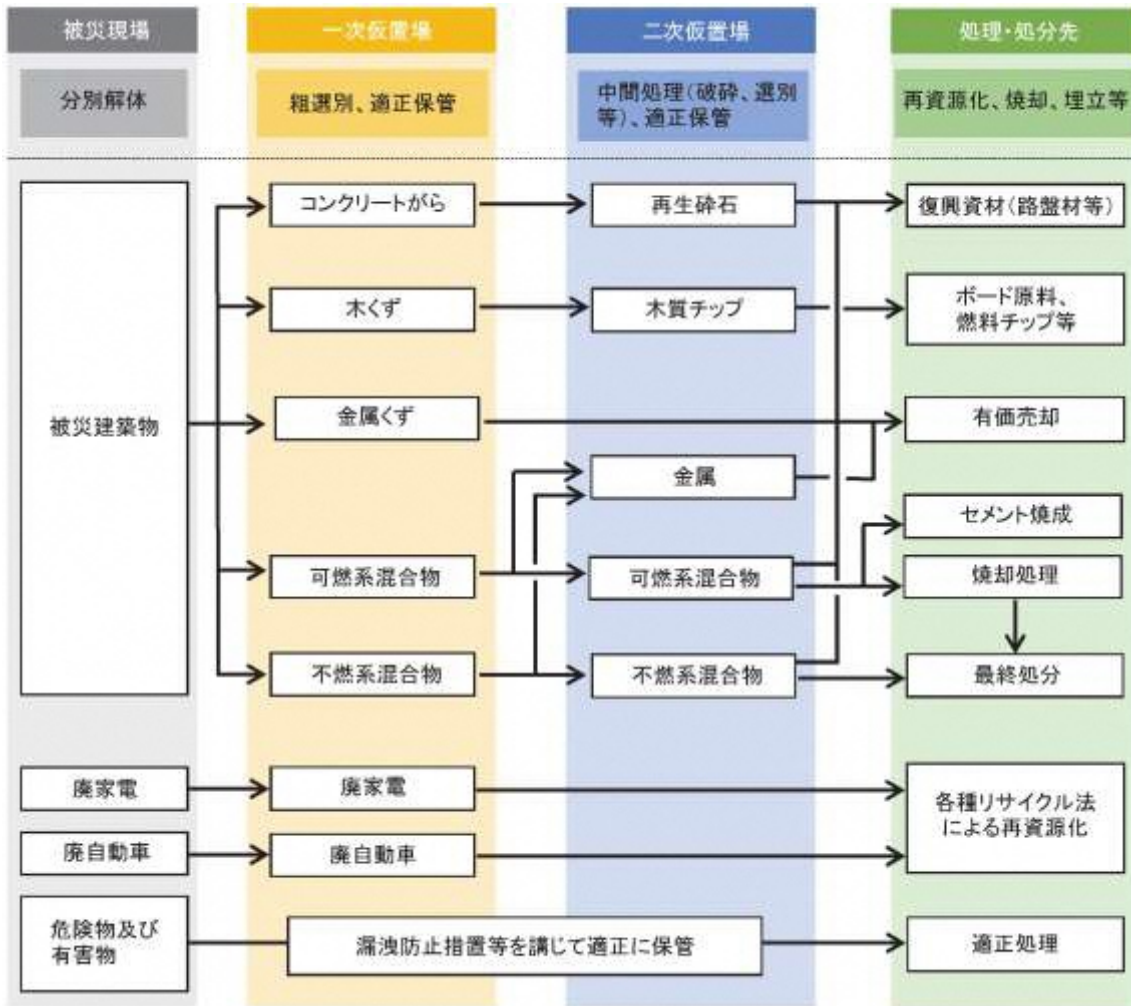 被災現場
一次仮置場
二次仮置場
処理・処分先
分別解体
粗選別、適正保管
中間処理(破砕、選別
等)、適正保管
再資源化、焼却、埋立等
被災建築物
コンクリートがら
再生砕石
復興資材(路盤材等)
木くず
木質チップ
ボード原料、
燃料チップ等
金属くず
有価売却
金属
セメント焼成
可燃系混合物
可燃系混合物
焼却処理
不燃系混合物
不燃系混合物
最終処分
廃家電
廃家電
各種リサイクル法
による再資源化
廃自動車
廃自動車
危険物及び
有害物
漏洩防止措置等を講じて適正に保管
適正処理